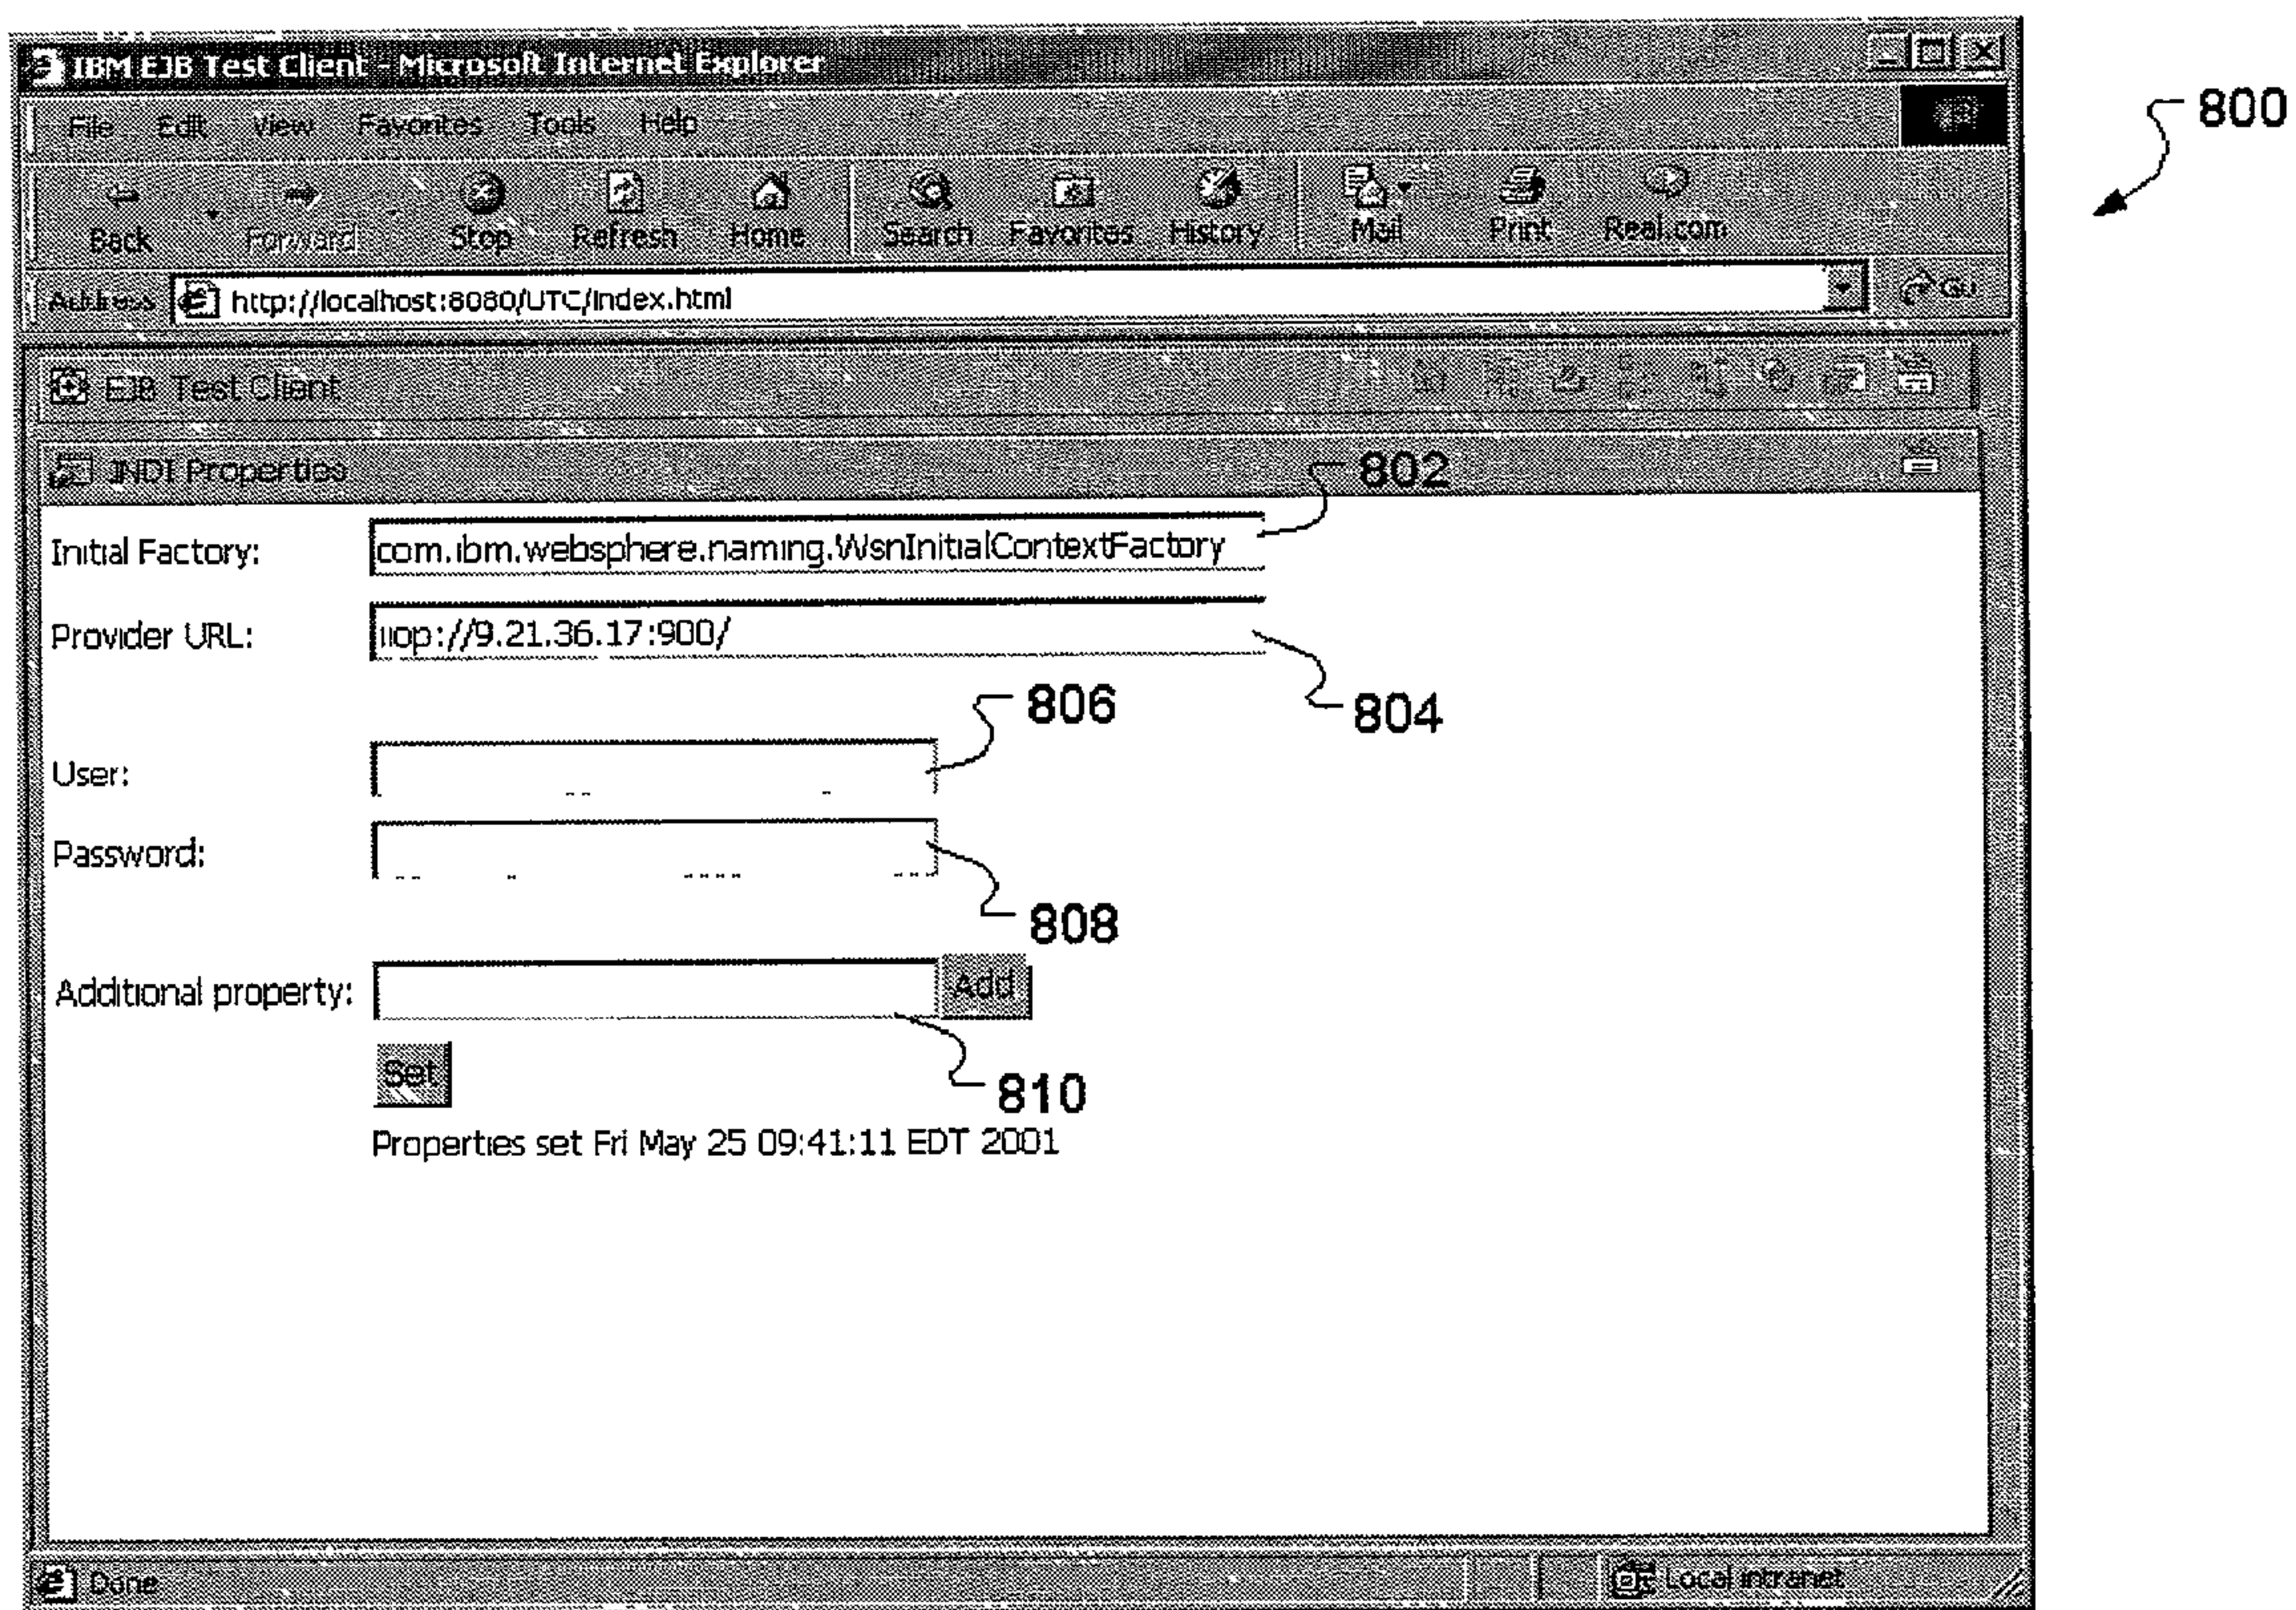 IBM EJB Test Client - Microsoft Internet Explorer
File Edit View Favorites Tools Help
800
Back Forward Stop Refresh Home Search Favorites History Mail Print Real.com
Address http://localhost:8080/UTC/index.html Go
EJB Test Client
JNDI Properties
802
Initial Factory: com.ibm.websphere.naming.WsnInitialContextFactory
Provider URL: iiop://9.21.36.17:900/
806
804
User:
Password:
808
Additional property: Add
Set
810
Properties set Fri May 25 09:41:11 EDT 2001
Done Local intranet